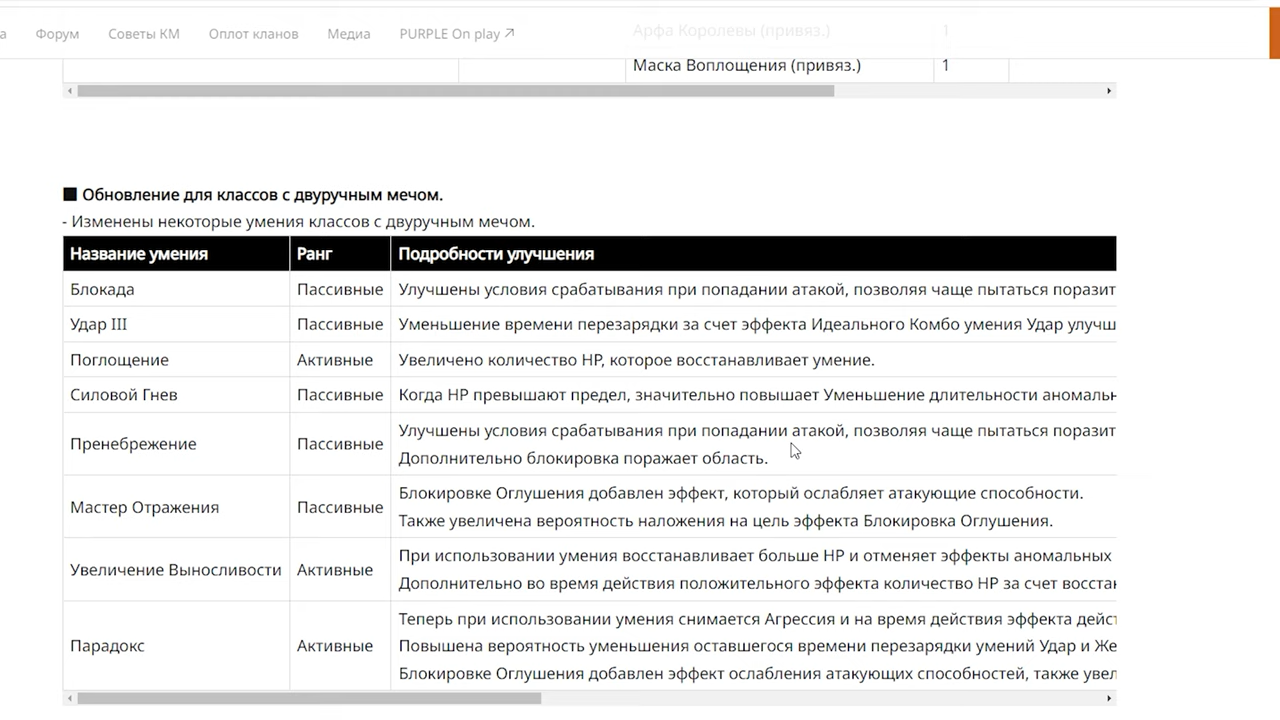 а Форум Советы КМ Оплот кланов Медиа PURPLE On play
Арфа Королевы (привяз.) 1
Маска Воплощения (привяз.) 1
Обновление для классов с двуручным мечом.
- Изменены некоторые умения классов с двуручным мечом.
Название умения Ранг Подробности улучшения
Блокада Пассивные Улучшены условия срабатывания при попадании атакой, позволяя чаще пытаться поразит
Удар III Пассивные Уменьшение времени перезарядки за счет эффекта Идеального Комбо умения Удар улучш
Поглощение Активные Увеличено количество HP, которое восстанавливает умение.
Силовой Гнев Пассивные Когда HP превышают предел, значительно повышает Уменьшение длительности аномальн
Пренебрежение Пассивные Улучшены условия срабатывания при попадании атакой, позволяя чаще пытаться поразит
Дополнительно блокировка поражает область.
Мастер Отражения Пассивные Блокировке Оглушения добавлен эффект, который ослабляет атакующие способности.
Также увеличена вероятность наложения на цель эффекта Блокировка Оглушения.
Увеличение Выносливости Активные При использовании умения восстанавливает больше HP и отменяет эффекты аномальных
Дополнительно во время действия положительного эффекта количество HP за счет восстан
Парадокс Активные Теперь при использовании умения снимается Агрессия и на время действия эффекта дейст
Повышена вероятность уменьшения оставшегося времени перезарядки умений Удар и Же
Блокировке Оглушения добавлен эффект ослабления атакующих способностей, также увел